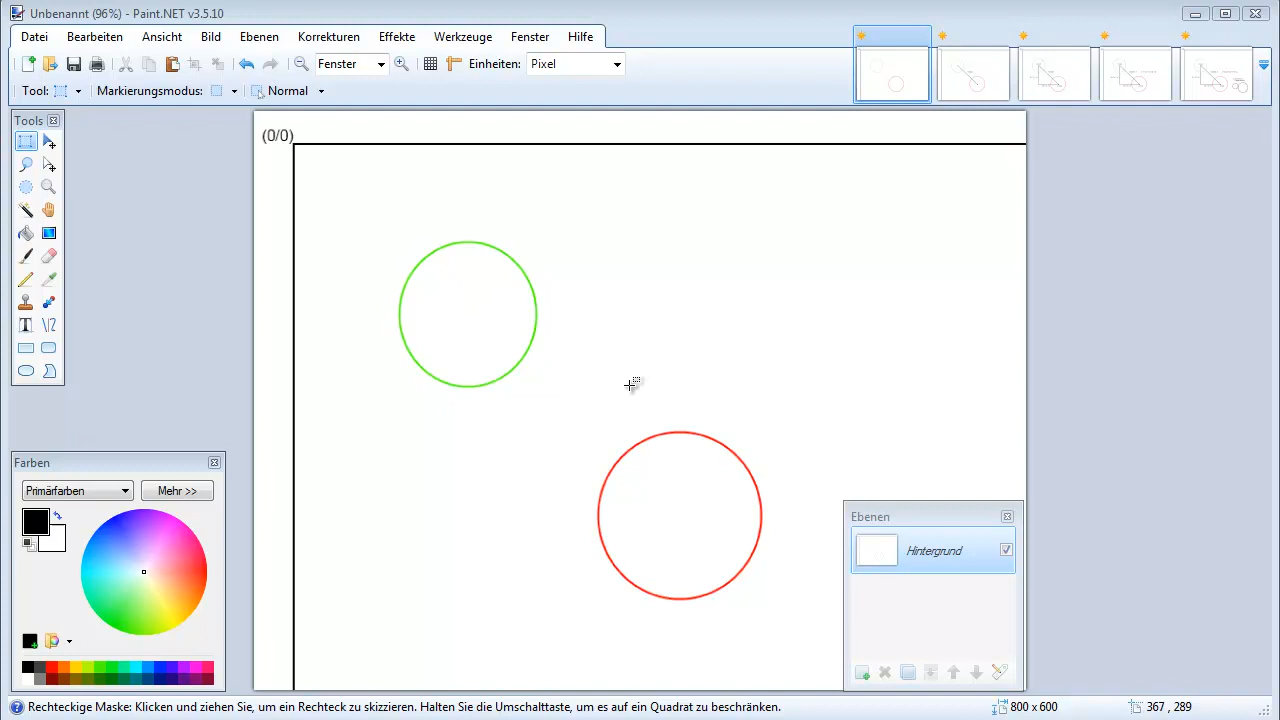 Unbenannt (96%) - Paint.NET v3.5.10
Datei Bearbeiten Ansicht Bild Ebenen Korrekturen Effekte Werkzeuge Fenster Hilfe
Fenster Einheiten: Pixel
Tool: Markierungsmodus: Normal
Tools
(0/0)
Farben
Primärfarben Mehr >>
Ebenen
Hintergrund
Rechteckige Maske: Klicken und ziehen Sie, um ein Rechteck zu skizzieren. Halten Sie die Umschalttaste, um es auf ein Quadrat zu beschränken. 800 x 600 367 , 289